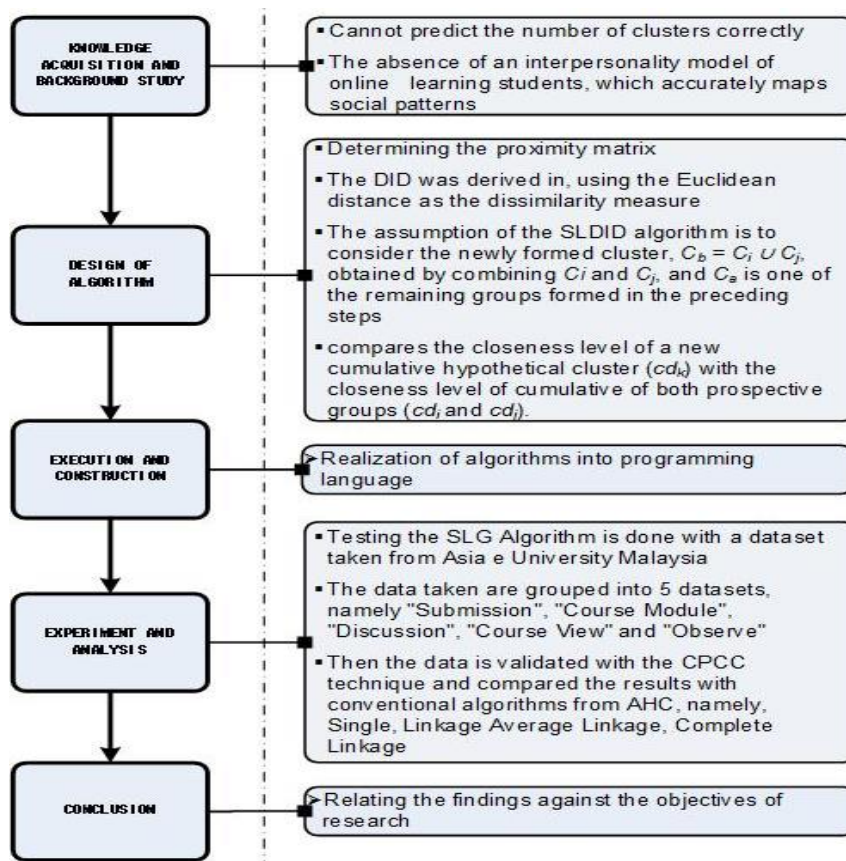 KNOWLEDGE
ACQUISITION AND
BACKGROUND STUDY
▪ Cannot predict the number of clusters correctly
▪ The absence of an interpersonality model of
online learning students, which accurately maps
social patterns
DESIGN OF
ALGORITHM
▪ Determining the proximity matrix
▪ The DID was derived in, using the Euclidean
distance as the dissimilarity measure
▪ The assumption of the SLDID algorithm is to
consider the newly formed cluster, C_b = C_i ∪ C_j,
obtained by combining Ci and C_j, and C_a is one of
the remaining groups formed in the preceding
steps
▪ compares the closeness level of a new
cumulative hypothetical cluster (cd_k) with the
closeness level of cumulative of both prospective
groups (cd_i and cd_j).
EXECUTION AND
CONSTRUCTION
➢ Realization of algorithms into programming
language
EXPERIMENT AND
ANALYSIS
▪ Testing the SLG Algorithm is done with a dataset
taken from Asia e University Malaysia
▪ The data taken are grouped into 5 datasets,
namely "Submission", "Course Module",
"Discussion", "Course View" and "Observe"
▪ Then the data is validated with the CPCC
technique and compared the results with
conventional algorithms from AHC, namely,
Single, Linkage Average Linkage, Complete
Linkage
CONCLUSION
➢ Relating the findings against the objectives of
research